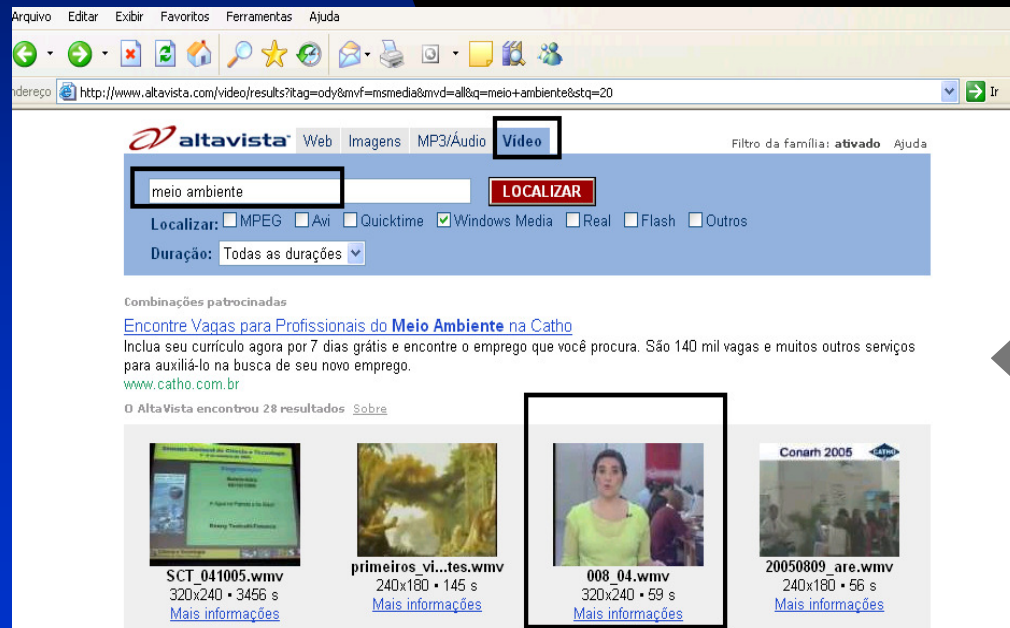 Arquivo Editar Exibir Favoritos Ferramentas Ajuda
ndereço http://www.altavista.com/video/results?itag=ody&mvf=msmedia&mvd=all&q=meio+ambiente&stq=20 Ir
altavista Web Imagens MP3/Áudio Vídeo Filtro da família: ativado Ajuda
meio ambiente LOCALIZAR
Localizar: MPEG Avi Quicktime Windows Media Real Flash Outros
Duração: Todas as durações
Combinações patrocinadas
Encontre Vagas para Profissionais do Meio Ambiente na Catho
Inclua seu currículo agora por 7 dias grátis e encontre o emprego que você procura. São 140 mil vagas e muitos outros serviços
para auxiliá-lo na busca de seu novo emprego.
www.catho.com.br
O AltaVista encontrou 28 resultados Sobre
Conarh 2005 CATHO
SCT_041005.wmv
320x240 • 3456 s
Mais informações
primeiros_vi...tes.wmv
240x180 • 145 s
Mais informações
008_04.wmv
320x240 • 59 s
Mais informações
20050809_are.wmv
240x180 • 56 s
Mais informações